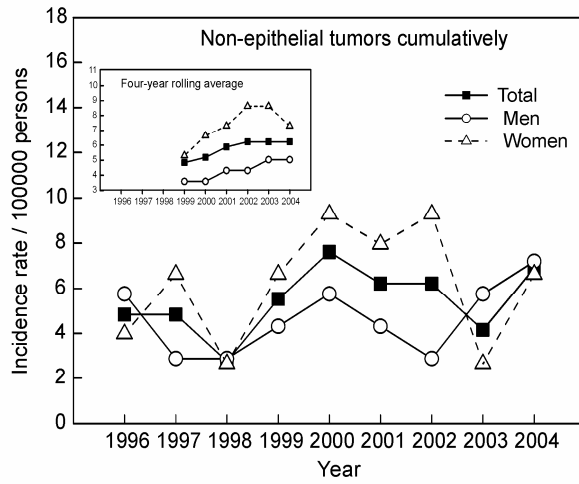 Non-epithelial tumors cumulatively
Four-year rolling average
11
10
9
8
7
6
5
4
3
1996 1997 1998 1999 2000 2001 2002 2003 2004
Total
Men
Women
Incidence rate / 100000 persons
18
16
14
12
10
8
6
4
2
0
1996 1997 1998 1999 2000 2001 2002 2003 2004
Year